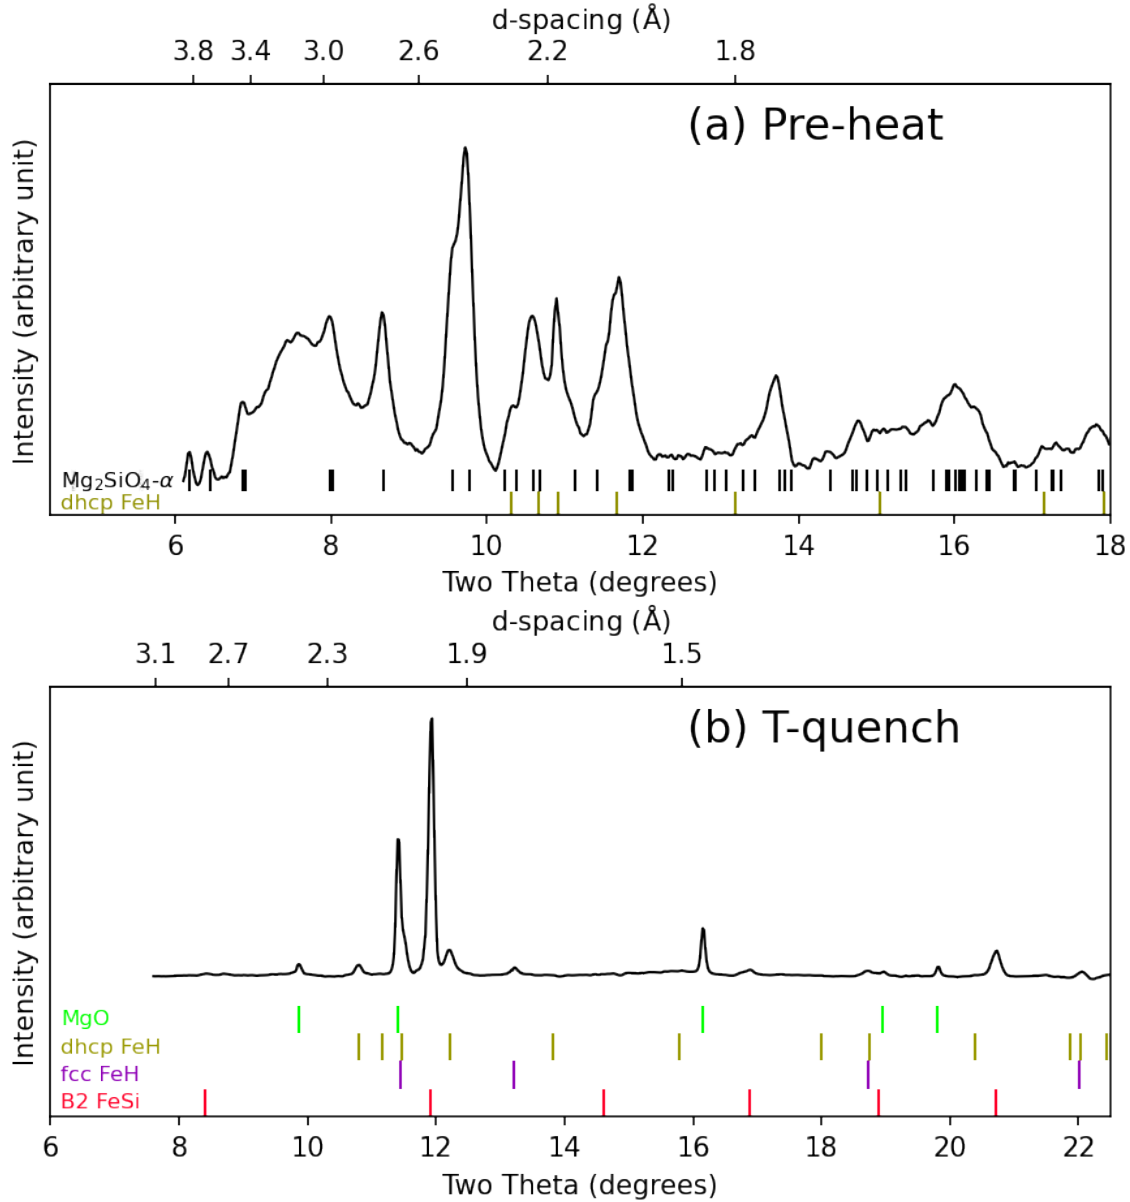 d-spacing (Å)
3.8 3.4 3.0 2.6 2.2 1.8
(a) Pre-heat
Intensity (arbitrary unit)
Mg₂SiO₄-α
dhcp FeH
6 8 10 12 14 16 18
Two Theta (degrees)
d-spacing (Å)
3.1 2.7 2.3 1.9 1.5
(b) T-quench
Intensity (arbitrary unit)
MgO
dhcp FeH
fcc FeH
B2 FeSi
6 8 10 12 14 16 18 20 22
Two Theta (degrees)